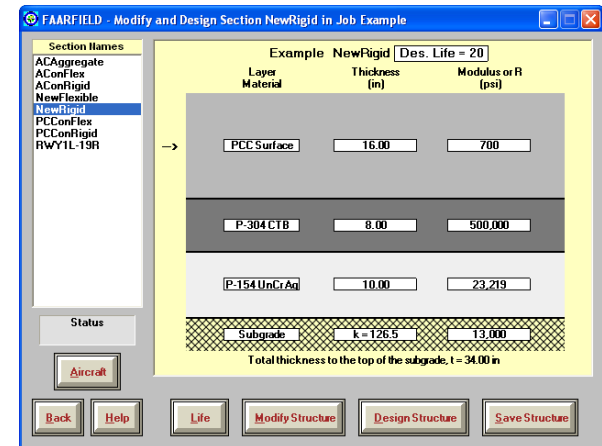 FAARFIELD - Modify and Design Section NewRigid in Job Example
Section Names
ACAggregate
AConFlex
AConRigid
NewFlexible
NewRigid
PCConFlex
PCConRigid
RWY1L-19R
Status
Aircraft
Example NewRigid Des. Life = 20
Layer Thickness Modulus or R
Material (in) (psi)
--> PCC Surface 16.00 700
P-304 CTB 8.00 500,000
P-154 UnCr Ag 10.00 23,219
Subgrade k = 126.5 13,000
Total thickness to the top of the subgrade, t = 34.00 in
Back Help Life Modify Structure Design Structure Save Structure